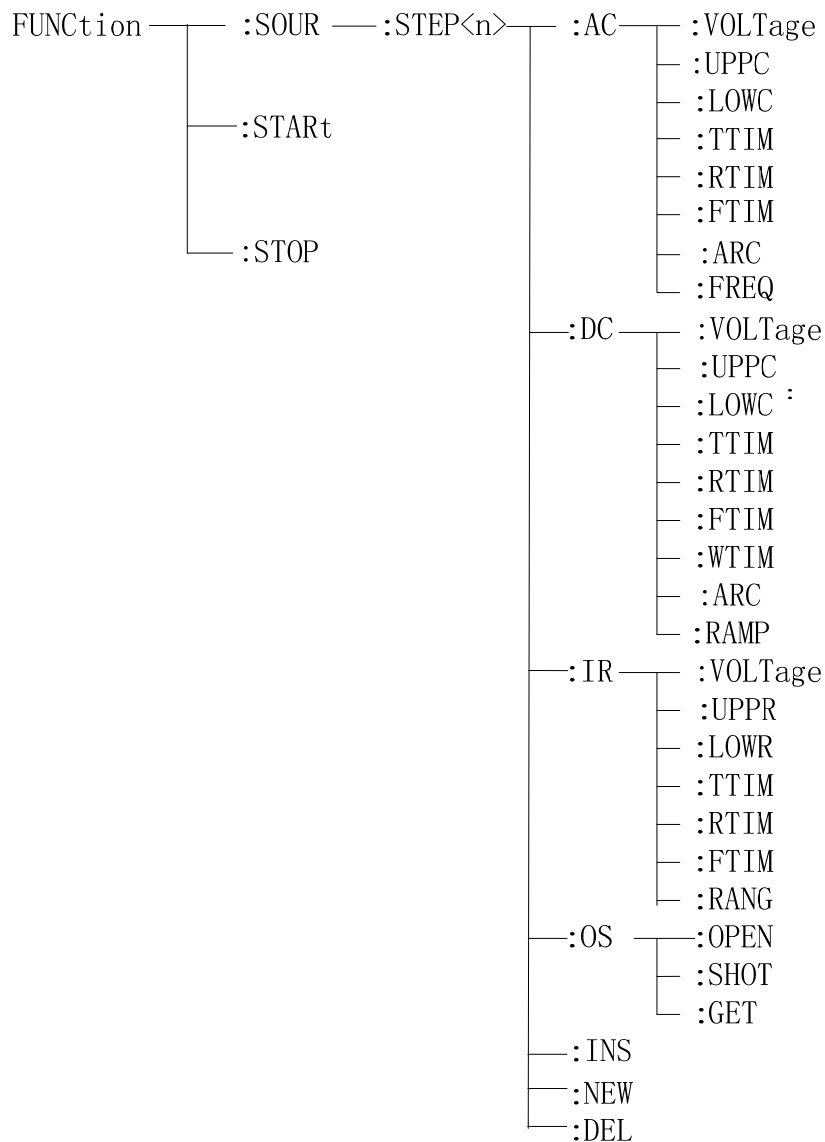 FUNCtion :SOUR :STEP<n> :AC :VOLTage
:UPPC
:LOWC
:STARt :TTIM
:RTIM
:FTIM
:STOP :ARC
:FREQ
:DC :VOLTage
:UPPC
:LOWC :
:TTIM
:RTIM
:FTIM
:WTIM
:ARC
:RAMP
:IR :VOLTage
:UPPR
:LOWR
:TTIM
:RTIM
:FTIM
:RANG
:OS :OPEN
:SHOT
:GET
:INS
:NEW
:DEL